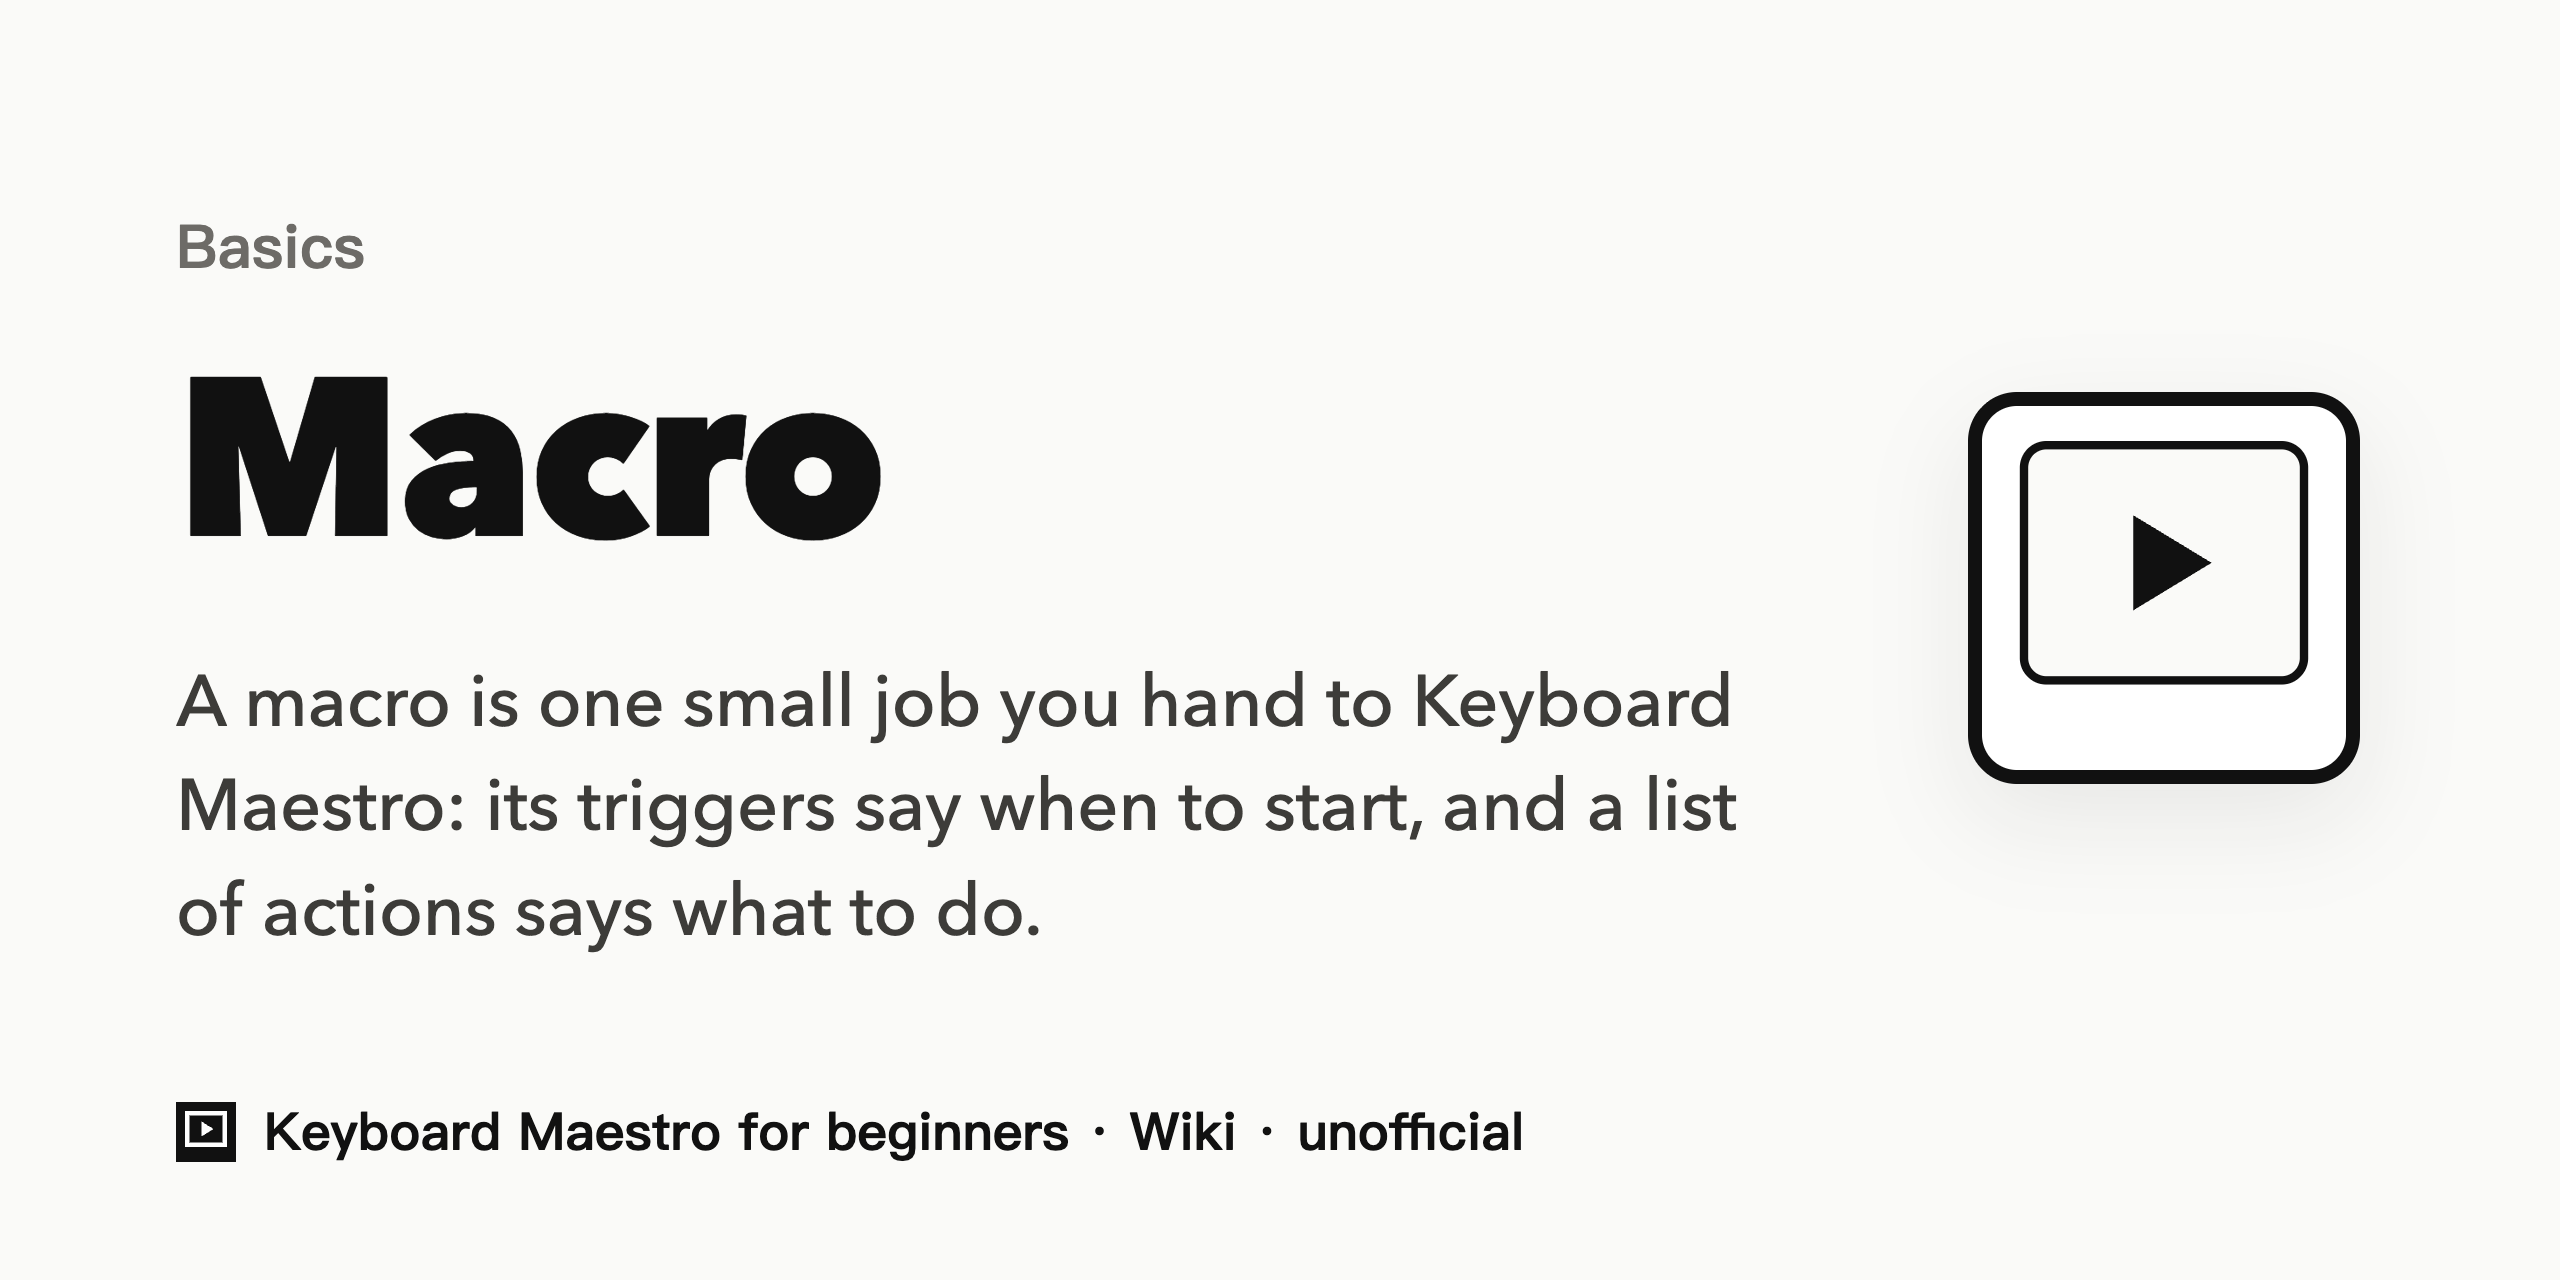 Basics
Macro
A macro is one small job you hand to Keyboard
Maestro: its triggers say when to start, and a list
of actions says what to do.
Keyboard Maestro for beginners · Wiki · unofficial